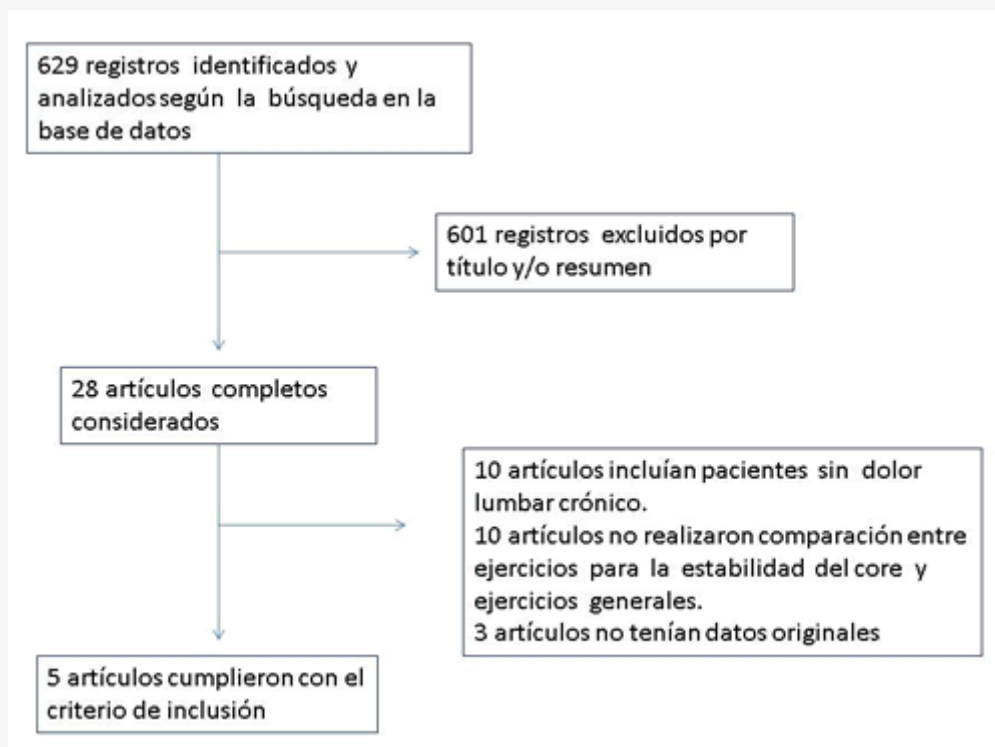 629 registros identificados y
analizados según la búsqueda en la
base de datos
601 registros excluidos por
título y/o resumen
28 artículos completos
considerados
10 artículos incluían pacientes sin dolor
lumbar crónico.
10 artículos no realizaron comparación entre
ejercicios para la estabilidad del core y
ejercicios generales.
3 artículos no tenían datos originales
5 artículos cumplieron con el
criterio de inclusión